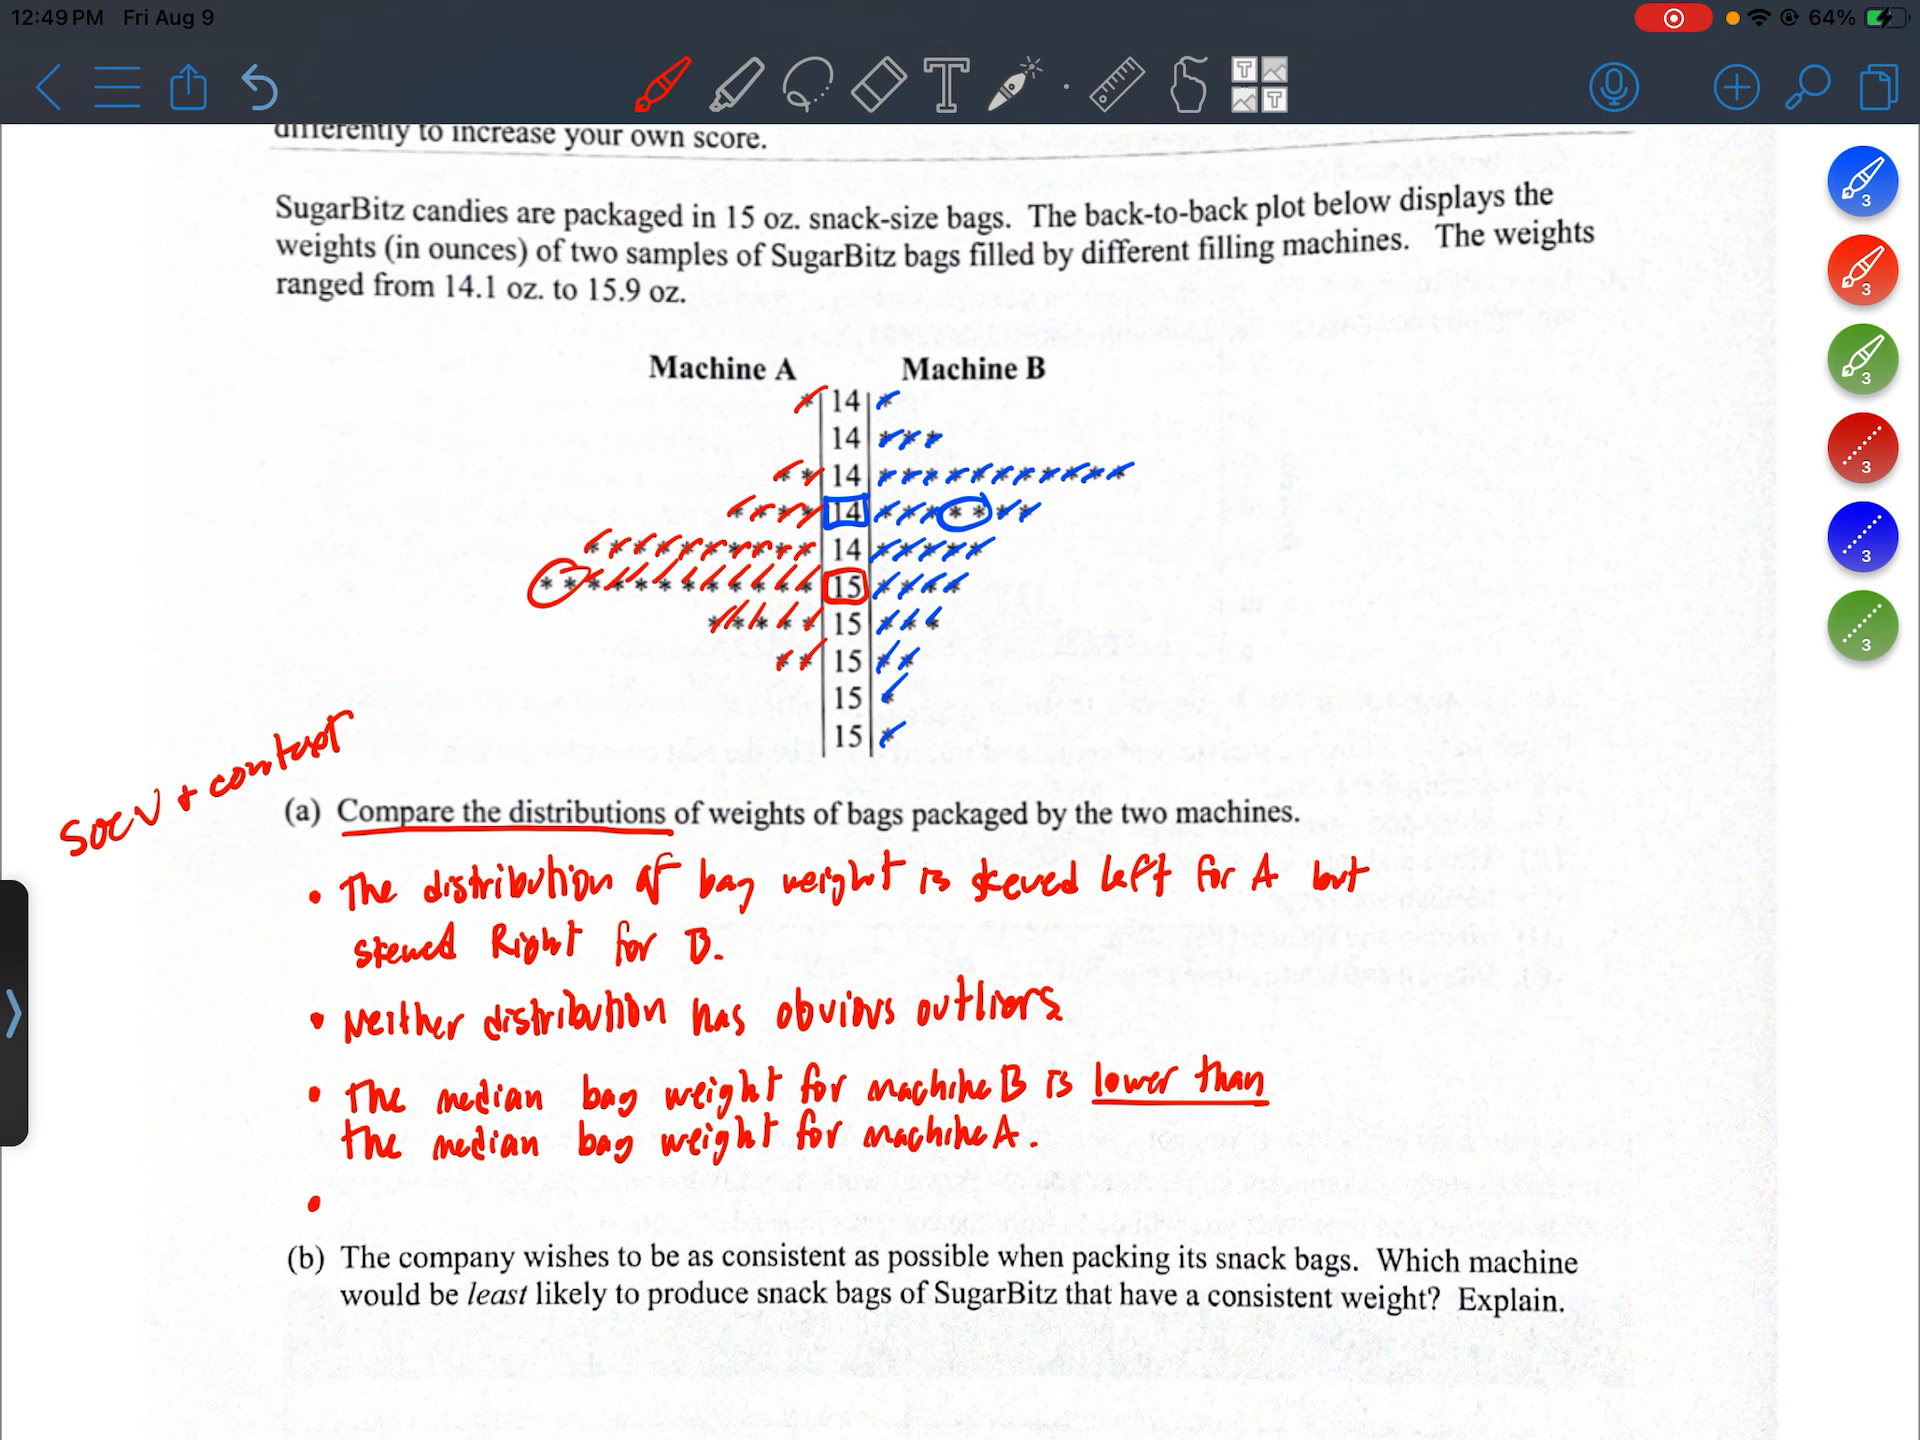 12:49 PM Fri Aug 9
64%
differently to increase your own score.
SugarBitz candies are packaged in 15 oz. snack-size bags. The back-to-back plot below displays the
weights (in ounces) of two samples of SugarBitz bags filled by different filling machines. The weights
ranged from 14.1 oz. to 15.9 oz.
Machine A Machine B
* 14 *
14 * * *
* * 14 * * * * * * * * * * *
* * * * 14 * * * * * * *
* * * * * * * * * * 14 * * * * *
* * * * * * * * * * * * 15 * * * *
* * * * * 15 * * *
* * 15 * *
15 *
15 *
SOCV + context
(a) Compare the distributions of weights of bags packaged by the two machines.
• The distribution of bag weight is skewed left for A but
skewed Right for B.
• Neither distribution has obvious outliers
• The median bag weight for machine B is lower than
the median bag weight for machine A.
•
(b) The company wishes to be as consistent as possible when packing its snack bags. Which machine
would be least likely to produce snack bags of SugarBitz that have a consistent weight? Explain.
3
3
3
3
3
3